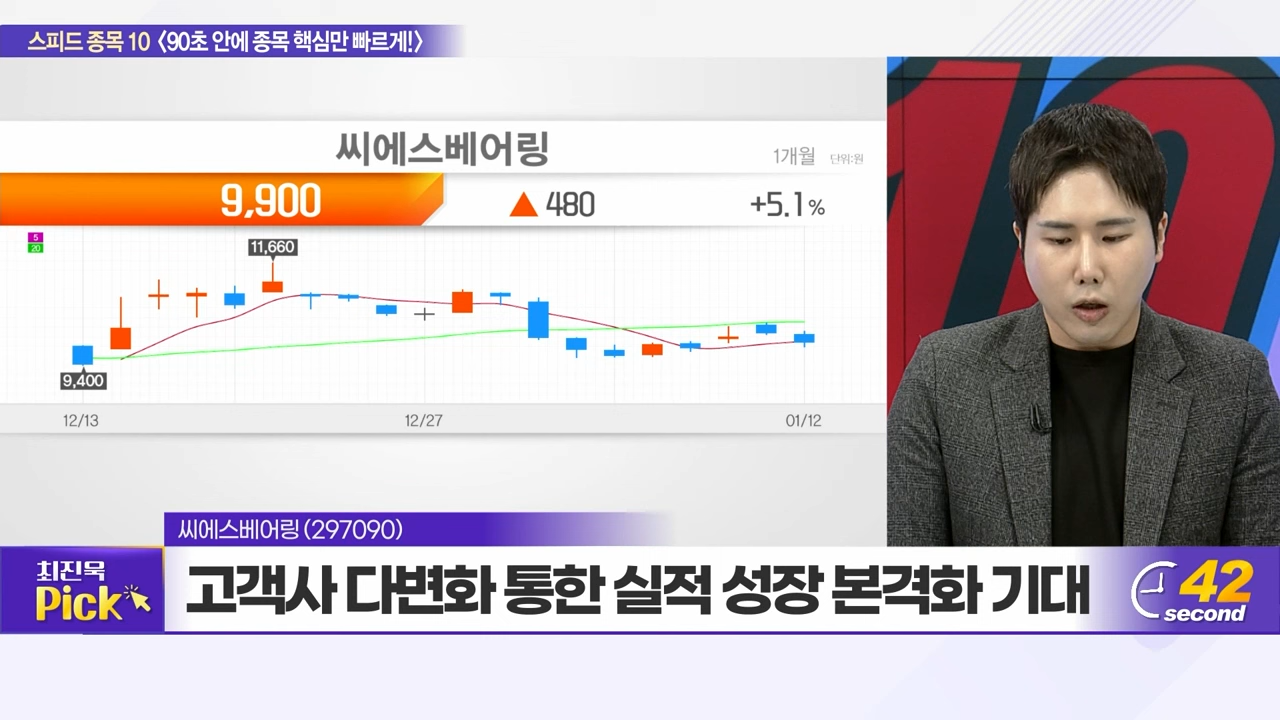 스피드 종목 10 〈90초 안에 종목 핵심만 빠르게!〉
씨에스베어링
1개월 단위:원
9,900 ▲ 480 +5.1%
5
20
11,660
9,400
12/13 12/27 01/12
씨에스베어링(297090)
최진욱
Pick
고객사 다변화 통한 실적 성장 본격화 기대
42
second